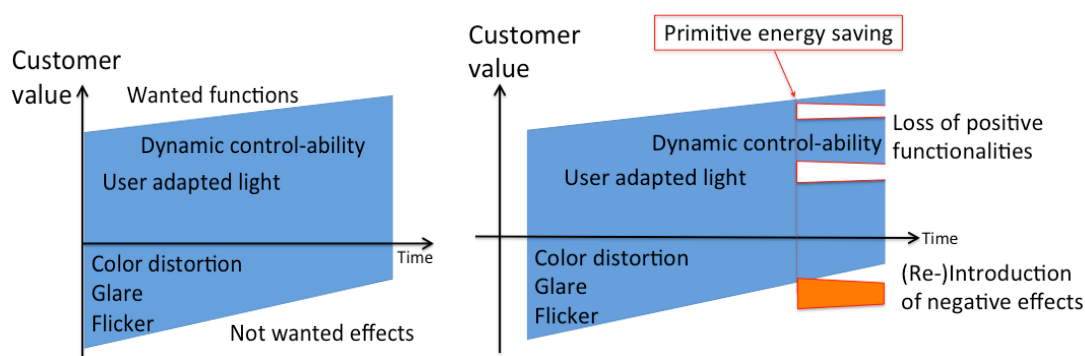 Customer
value
Wanted functions
Dynamic control-ability
User adapted light
Time
Color distortion
Glare
Flicker
Not wanted effects
Primitive energy saving
Customer
value
Dynamic control-ability
Loss of positive
functionalities
User adapted light
Time
Color distortion
Glare
Flicker
(Re-)Introduction
of negative effects